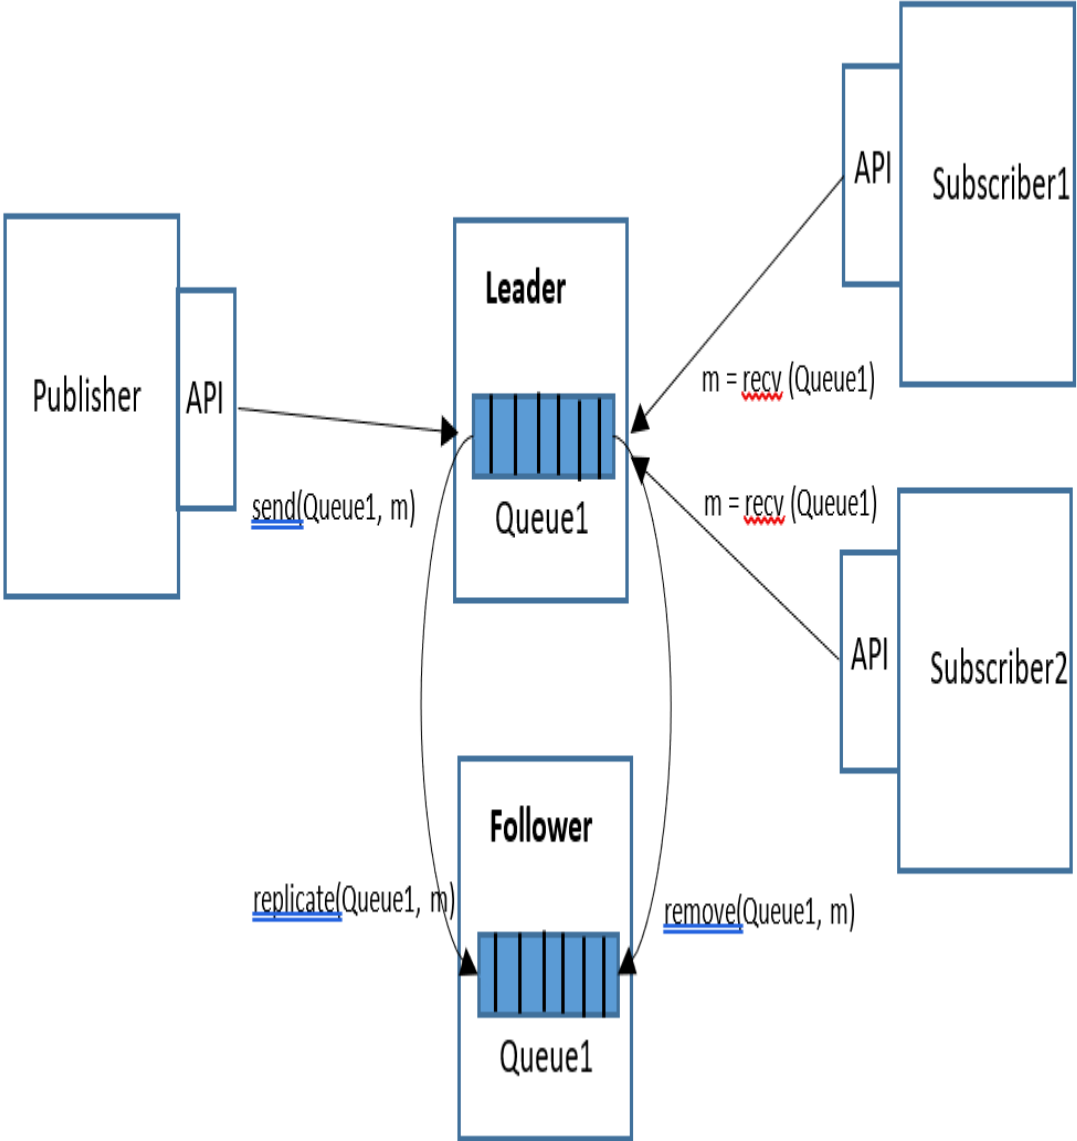 API
Subscriber1
Leader
Publisher
API
m = recv (Queue1)
send(Queue1, m)
Queue1
m = recv (Queue1)
API
Subscriber2
Follower
replicate(Queue1, m)
remove(Queue1, m)
Queue1